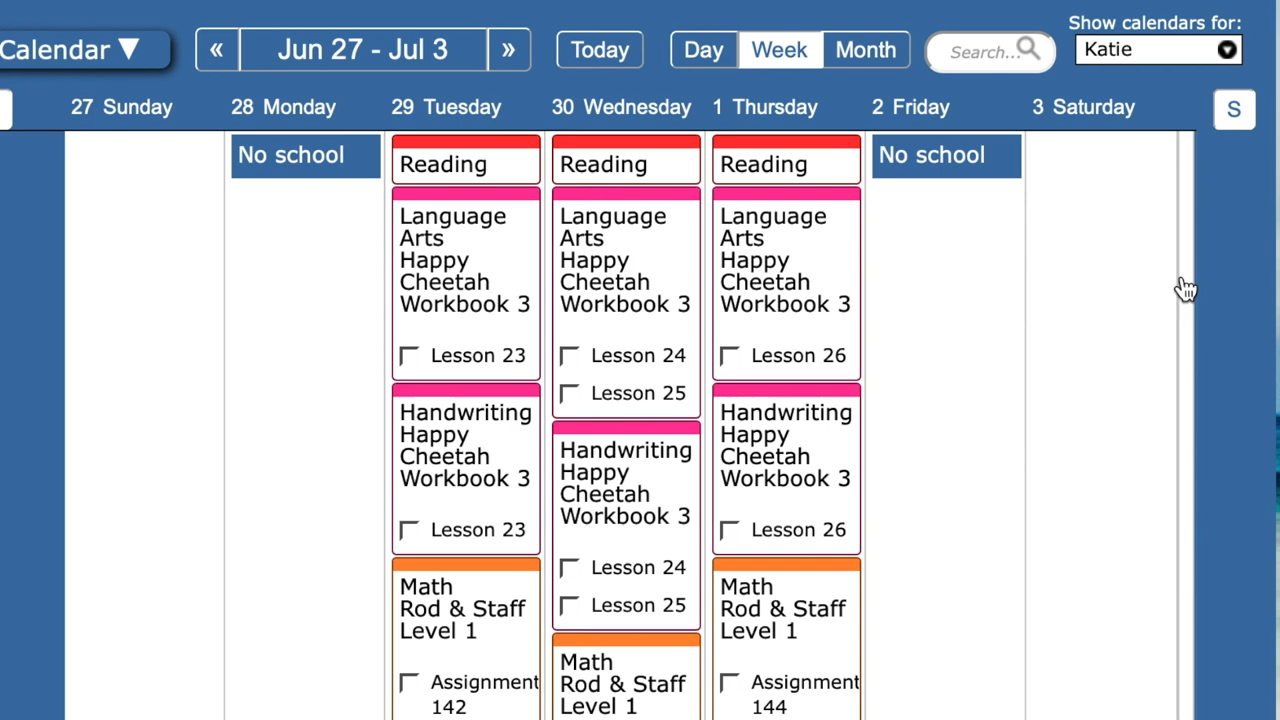 Calendar ▼
« Jun 27 - Jul 3 »
Today
Day Week Month
Search...
Show calendars for:
Katie
27 Sunday
28 Monday
29 Tuesday
30 Wednesday
1 Thursday
2 Friday
3 Saturday
S
No school
Reading
Language
Arts
Happy
Cheetah
Workbook 3
Lesson 23
Handwriting
Happy
Cheetah
Workbook 3
Lesson 23
Math
Rod & Staff
Level 1
Assignment
142
Reading
Language
Arts
Happy
Cheetah
Workbook 3
Lesson 24
Lesson 25
Handwriting
Happy
Cheetah
Workbook 3
Lesson 24
Lesson 25
Math
Rod & Staff
Level 1
Reading
Language
Arts
Happy
Cheetah
Workbook 3
Lesson 26
Handwriting
Happy
Cheetah
Workbook 3
Lesson 26
Math
Rod & Staff
Level 1
Assignment
144
No school